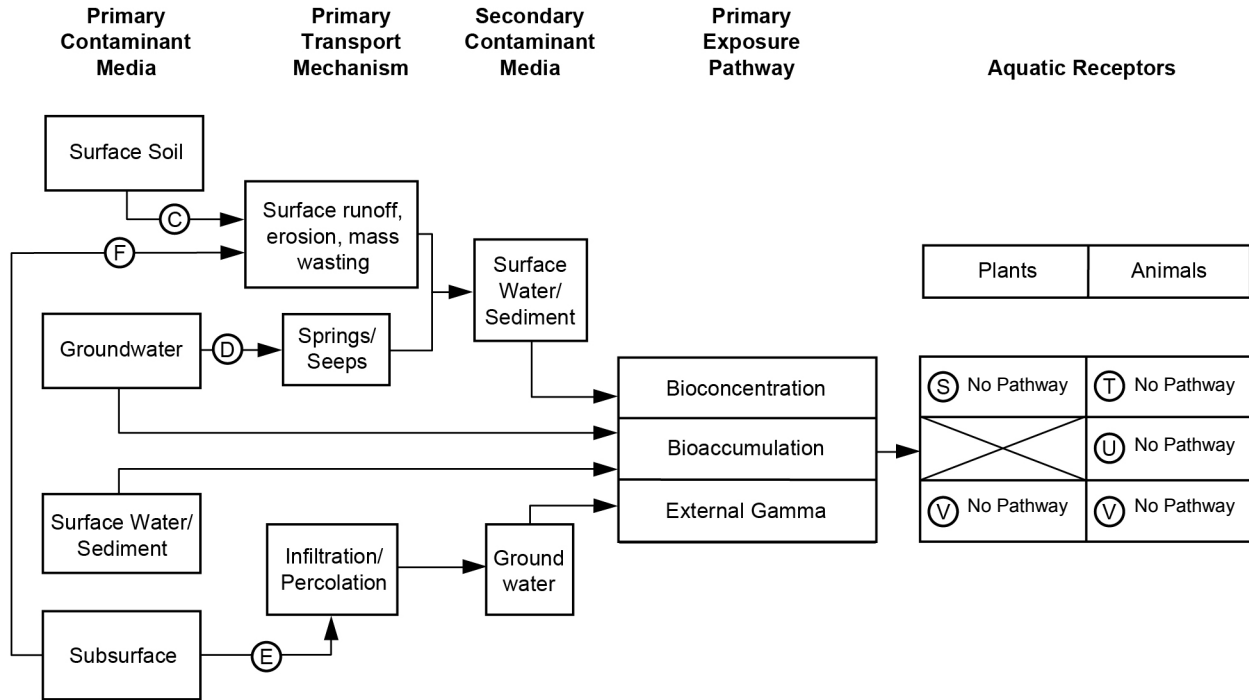 Primary
Contaminant
Media
Primary
Transport
Mechanism
Secondary
Contaminant
Media
Primary
Exposure
Pathway
Aquatic Receptors
Surface Soil
C
F
Surface runoff,
erosion, mass
wasting
Surface
Water/
Sediment
Plants
Animals
Groundwater
D
Springs/
Seeps
Bioconcentration
Bioaccumulation
External Gamma
S No Pathway
T No Pathway
U No Pathway
V No Pathway
V No Pathway
Surface Water/
Sediment
Infiltration/
Percolation
Ground
water
Subsurface
E